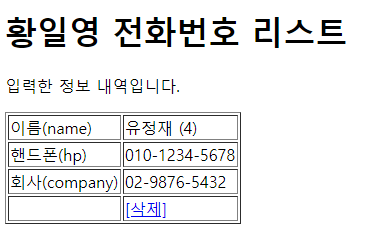 황일영 전화번호 리스트
입력한 정보 내역입니다.
이름(name) 유정재 (4)
핸드폰(hp) 010-1234-5678
회사(company) 02-9876-5432
[삭제]